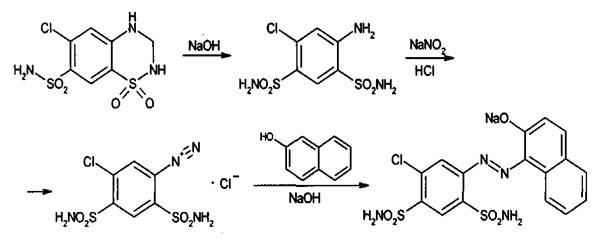 Cl H N NaOH Cl NH₂ NaNO₂
H₂N S O₂ S NH O O H₂NO₂S SO₂NH₂ HCl
Cl N≡N · Cl⁻ HO NaOH NaO Cl N=N
H₂NO₂S SO₂NH₂ H₂NO₂S SO₂NH₂